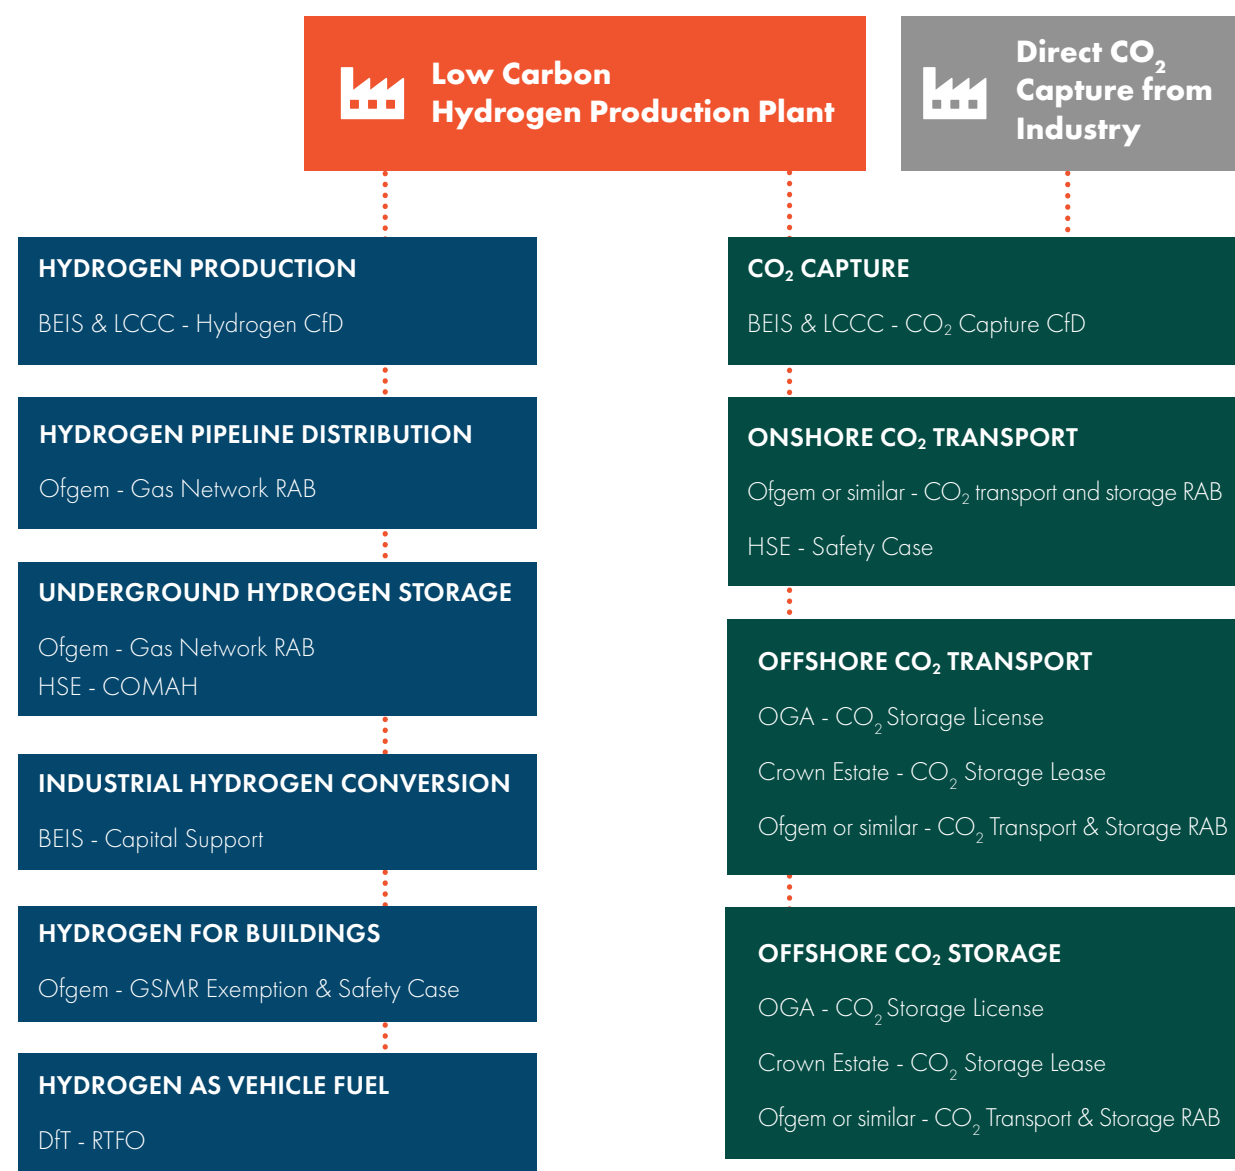 Low Carbon
Hydrogen Production Plant
Direct CO₂
Capture from
Industry
HYDROGEN PRODUCTION
BEIS & LCCC - Hydrogen CfD
HYDROGEN PIPELINE DISTRIBUTION
Ofgem - Gas Network RAB
UNDERGROUND HYDROGEN STORAGE
Ofgem - Gas Network RAB
HSE - COMAH
INDUSTRIAL HYDROGEN CONVERSION
BEIS - Capital Support
HYDROGEN FOR BUILDINGS
Ofgem - GSMR Exemption & Safety Case
HYDROGEN AS VEHICLE FUEL
DfT - RTFO
CO₂ CAPTURE
BEIS & LCCC - CO₂ Capture CfD
ONSHORE CO₂ TRANSPORT
Ofgem or similar - CO₂ transport and storage RAB
HSE - Safety Case
OFFSHORE CO₂ TRANSPORT
OGA - CO₂ Storage License
Crown Estate - CO₂ Storage Lease
Ofgem or similar - CO₂ Transport & Storage RAB
OFFSHORE CO₂ STORAGE
OGA - CO₂ Storage License
Crown Estate - CO₂ Storage Lease
Ofgem or similar - CO₂ Transport & Storage RAB